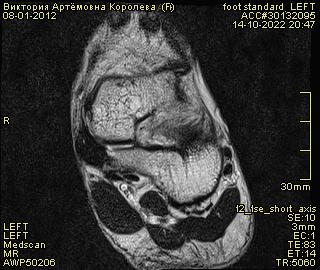 Виктория Артёмовна Королева (F)
08-01-2012
foot standard LEFT
ACC#30132095
14-10-2022 20:47
R
30mm
LEFT
LEFT
Medscan
MR
AWP50206
t2_tse_short_axis
SE:10
3mm
EC:1
TE:83
ET:14
TR:5060